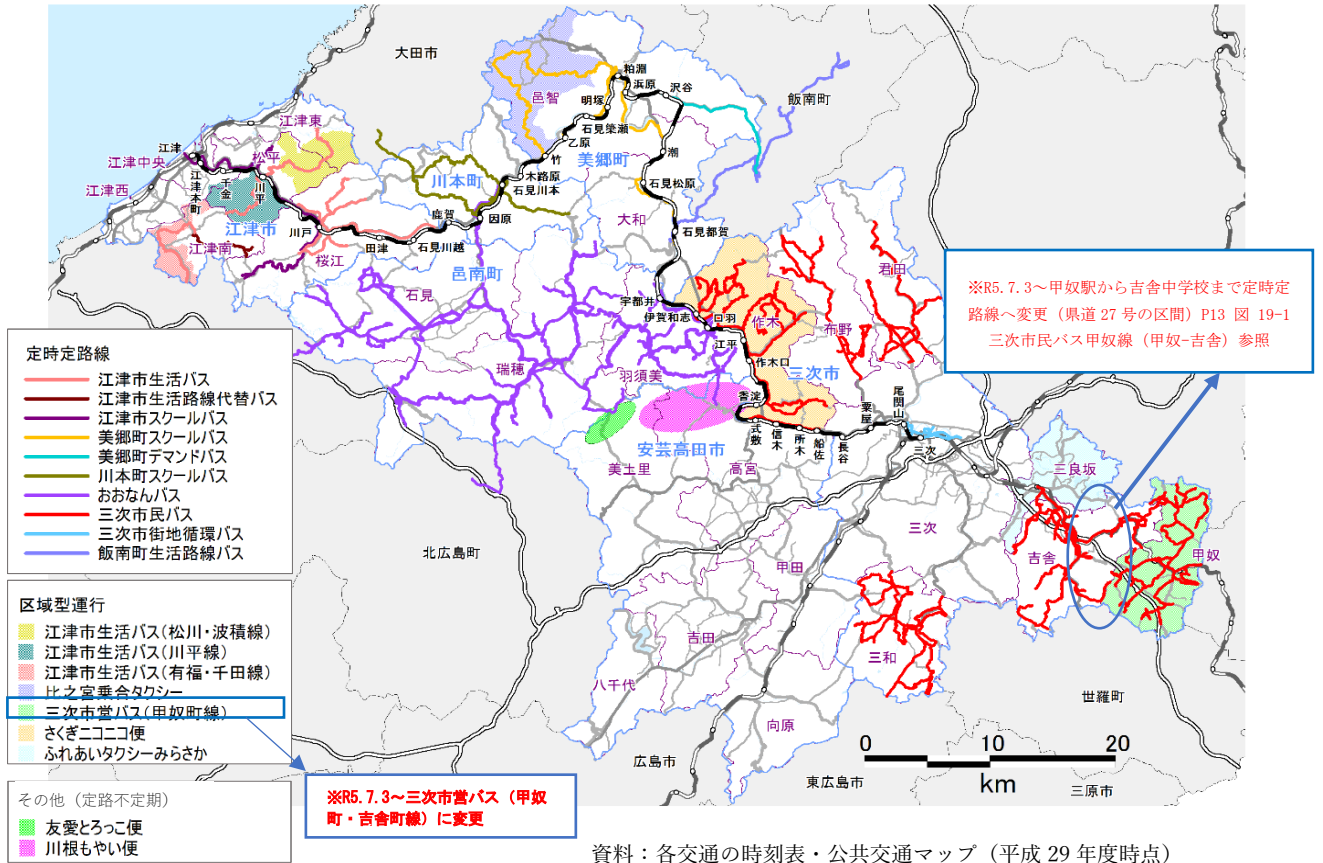 大田市
粕淵
浜原
沢谷
飯南町
邑智
明塚
石見簗瀬
乙原
竹
美郷町
潮
木路原
石見川本
石見松原
川本町
江津東
江津
松平
江津中央
江津西
江津本町
千金
川平
江津市
江津南
川戸
桜江
田津
石見川越
鹿賀
因原
大和
石見都賀
邑南町
石見
宇都井
伊賀和志
口羽
江平
作木
作木口
布野
君田
瑞穂
羽須美
三次市
香淀
式敷
信木
所木
船佐
長谷
粟屋
尾関山
三次
安芸高田市
美土里
高宮
三良坂
三次
吉舎
甲奴
北広島町
甲田
吉田
八千代
三和
向原
世羅町
広島市
東広島市
三原市
0 10 20
km
※R5.7.3～甲奴駅から吉舎中学校まで定時定
路線へ変更（県道27号の区間）P13 図 19-1
三次市民バス甲奴線（甲奴-吉舎）参照
定時定路線
江津市生活バス
江津市生活路線代替バス
江津市スクールバス
美郷町スクールバス
美郷町デマンドバス
川本町スクールバス
おおなんバス
三次市民バス
三次市街地循環バス
飯南町生活路線バス
区域型運行
江津市生活バス(松川・波積線)
江津市生活バス(川平線)
江津市生活バス(有福・千田線)
比之宮乗合タクシー
三次市営バス(甲奴町線)
さくぎニコニコ便
ふれあいタクシーみらさか
その他（定路不定期）
友愛とろっこ便
川根もやい便
※R5.7.3～三次市営バス（甲奴
町・吉舎町線）に変更
資料：各交通の時刻表・公共交通マップ（平成 29 年度時点）